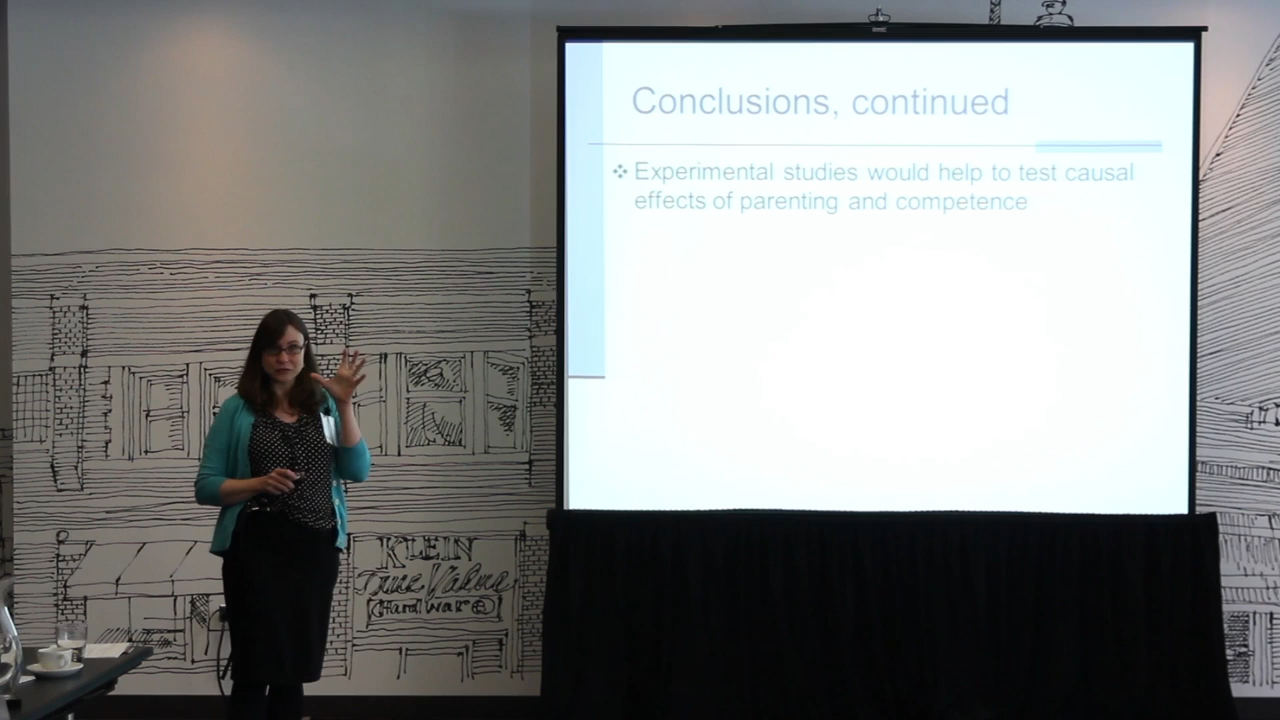 Conclusions, continued
Experimental studies would help to test causal
effects of parenting and competence
KLEIN
True Value
Hardware